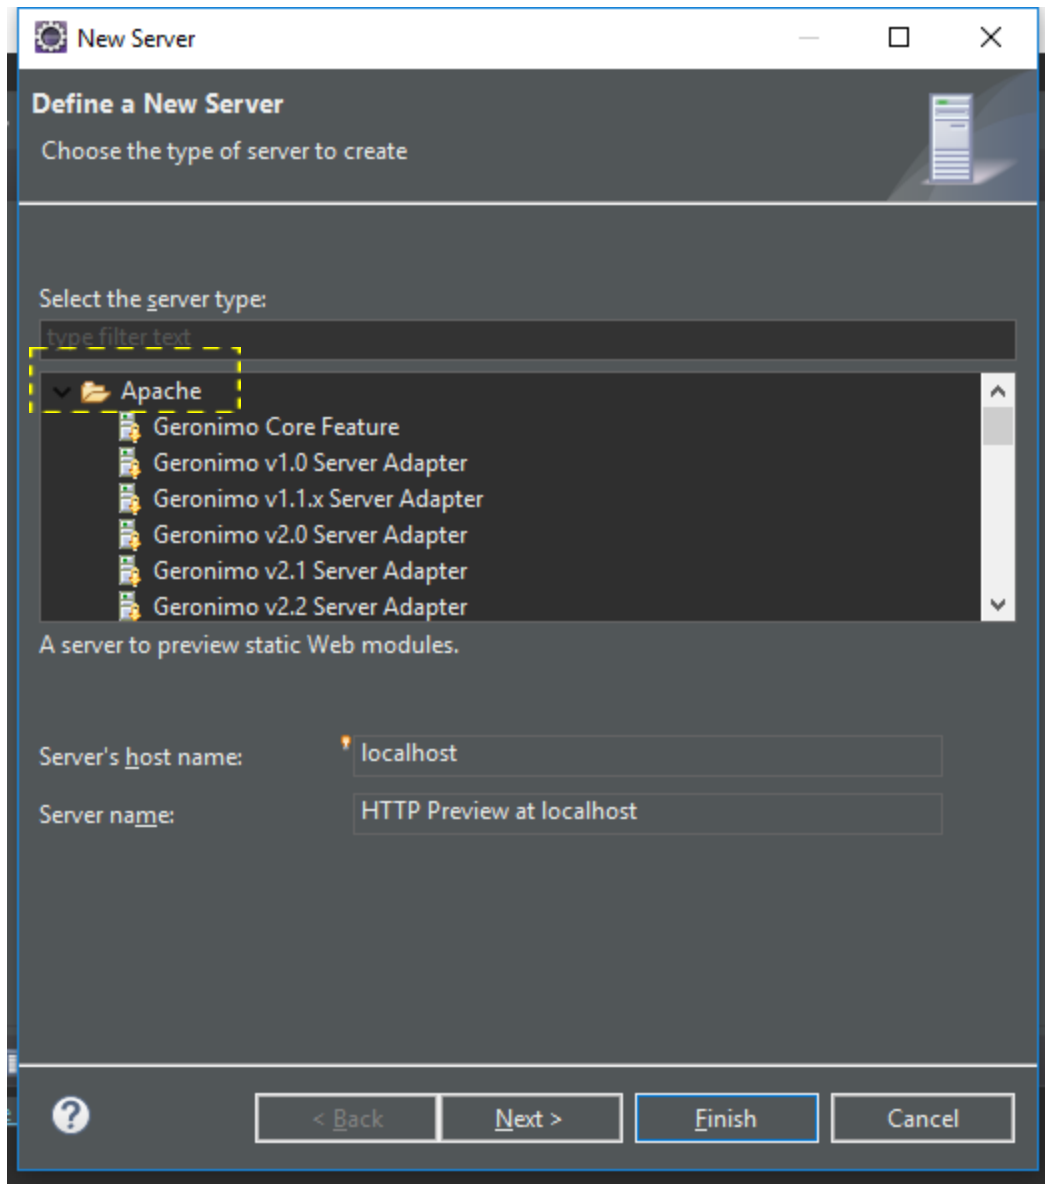 New Server
Define a New Server
Choose the type of server to create
Select the server type:
type filter text
Apache
Geronimo Core Feature
Geronimo v1.0 Server Adapter
Geronimo v1.1.x Server Adapter
Geronimo v2.0 Server Adapter
Geronimo v2.1 Server Adapter
Geronimo v2.2 Server Adapter
A server to preview static Web modules.
Server's host name: localhost
Server name: HTTP Preview at localhost
? < Back Next > Finish Cancel